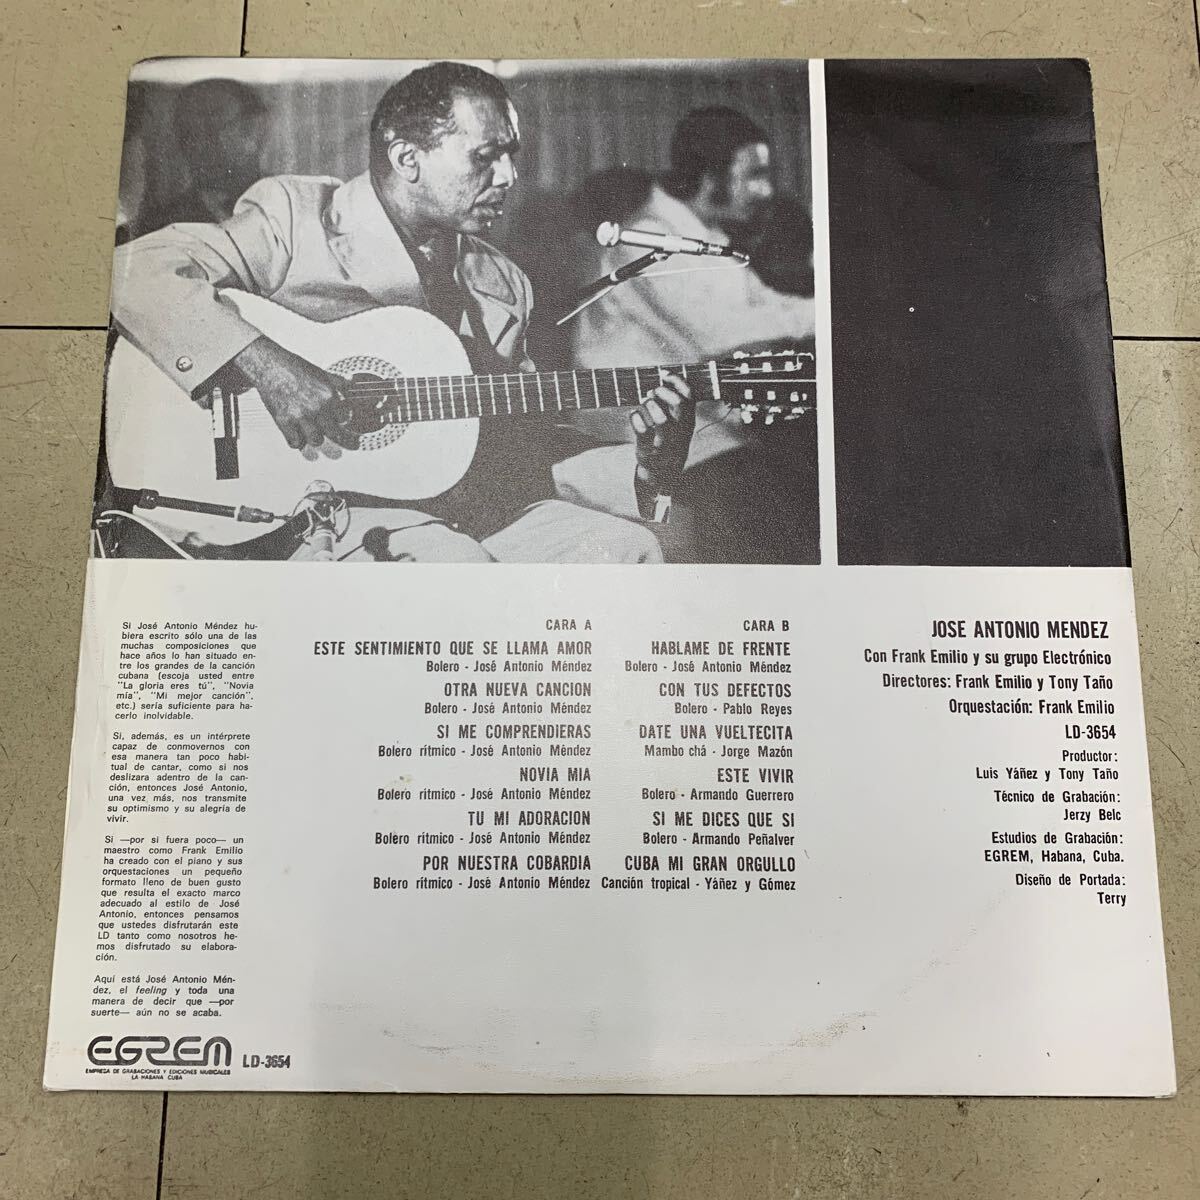 Si José Antonio Méndez hu-
biera escrito sólo una de las
muchas composiciones que
hace años lo han situado en-
tre los grandes de la canción
cubana (escoja usted entre
"La gloria eres tú", "Novia
mía", "Mi mejor canción",
etc.) sería suficiente para ha-
cerlo inolvidable.
Si, además, es un intérprete
capaz de conmovernos con
esa manera tan poco habi-
tual de cantar, como si nos
deslizara adentro de la can-
ción, entonces José Antonio,
una vez más, nos transmite
su optimismo y su alegría de
vivir.
Si —por si fuera poco— un
maestro como Frank Emilio
ha creado con el piano y sus
orquestaciones un pequeño
formato lleno de buen gusto
que resulta el exacto marco
adecuado al estilo de José
Antonio, entonces pensamos
que ustedes disfrutarán este
LD tanto como nosotros he-
mos disfrutado su elabora-
ción.
Aquí está José Antonio Mén-
dez, el feeling y toda una
manera de decir que —por
suerte— aún no se acaba.
EGREM
EMPRESA DE GRABACIONES Y EDICIONES MUSICALES
LA HABANA CUBA
LD-3654
CARA A
ESTE SENTIMIENTO QUE SE LLAMA AMOR
Bolero - José Antonio Méndez
OTRA NUEVA CANCION
Bolero - José Antonio Méndez
SI ME COMPRENDIERAS
Bolero rítmico - José Antonio Méndez
NOVIA MIA
Bolero rítmico - José Antonio Méndez
TU MI ADORACION
Bolero rítmico - José Antonio Méndez
POR NUESTRA COBARDIA
Bolero rítmico - José Antonio Méndez
CARA B
HABLAME DE FRENTE
Bolero - José Antonio Méndez
CON TUS DEFECTOS
Bolero - Pablo Reyes
DATE UNA VUELTECITA
Mambo chá - Jorge Mazón
ESTE VIVIR
Bolero - Armando Guerrero
SI ME DICES QUE SI
Bolero - Armando Peñalver
CUBA MI GRAN ORGULLO
Canción tropical - Yáñez y Gómez
JOSE ANTONIO MENDEZ
Con Frank Emilio y su grupo Electrónico
Directores: Frank Emilio y Tony Taño
Orquestación: Frank Emilio
LD-3654
Productor:
Luis Yáñez y Tony Taño
Técnico de Grabación:
Jerzy Belc
Estudios de Grabación:
EGREM, Habana, Cuba.
Diseño de Portada:
Terry